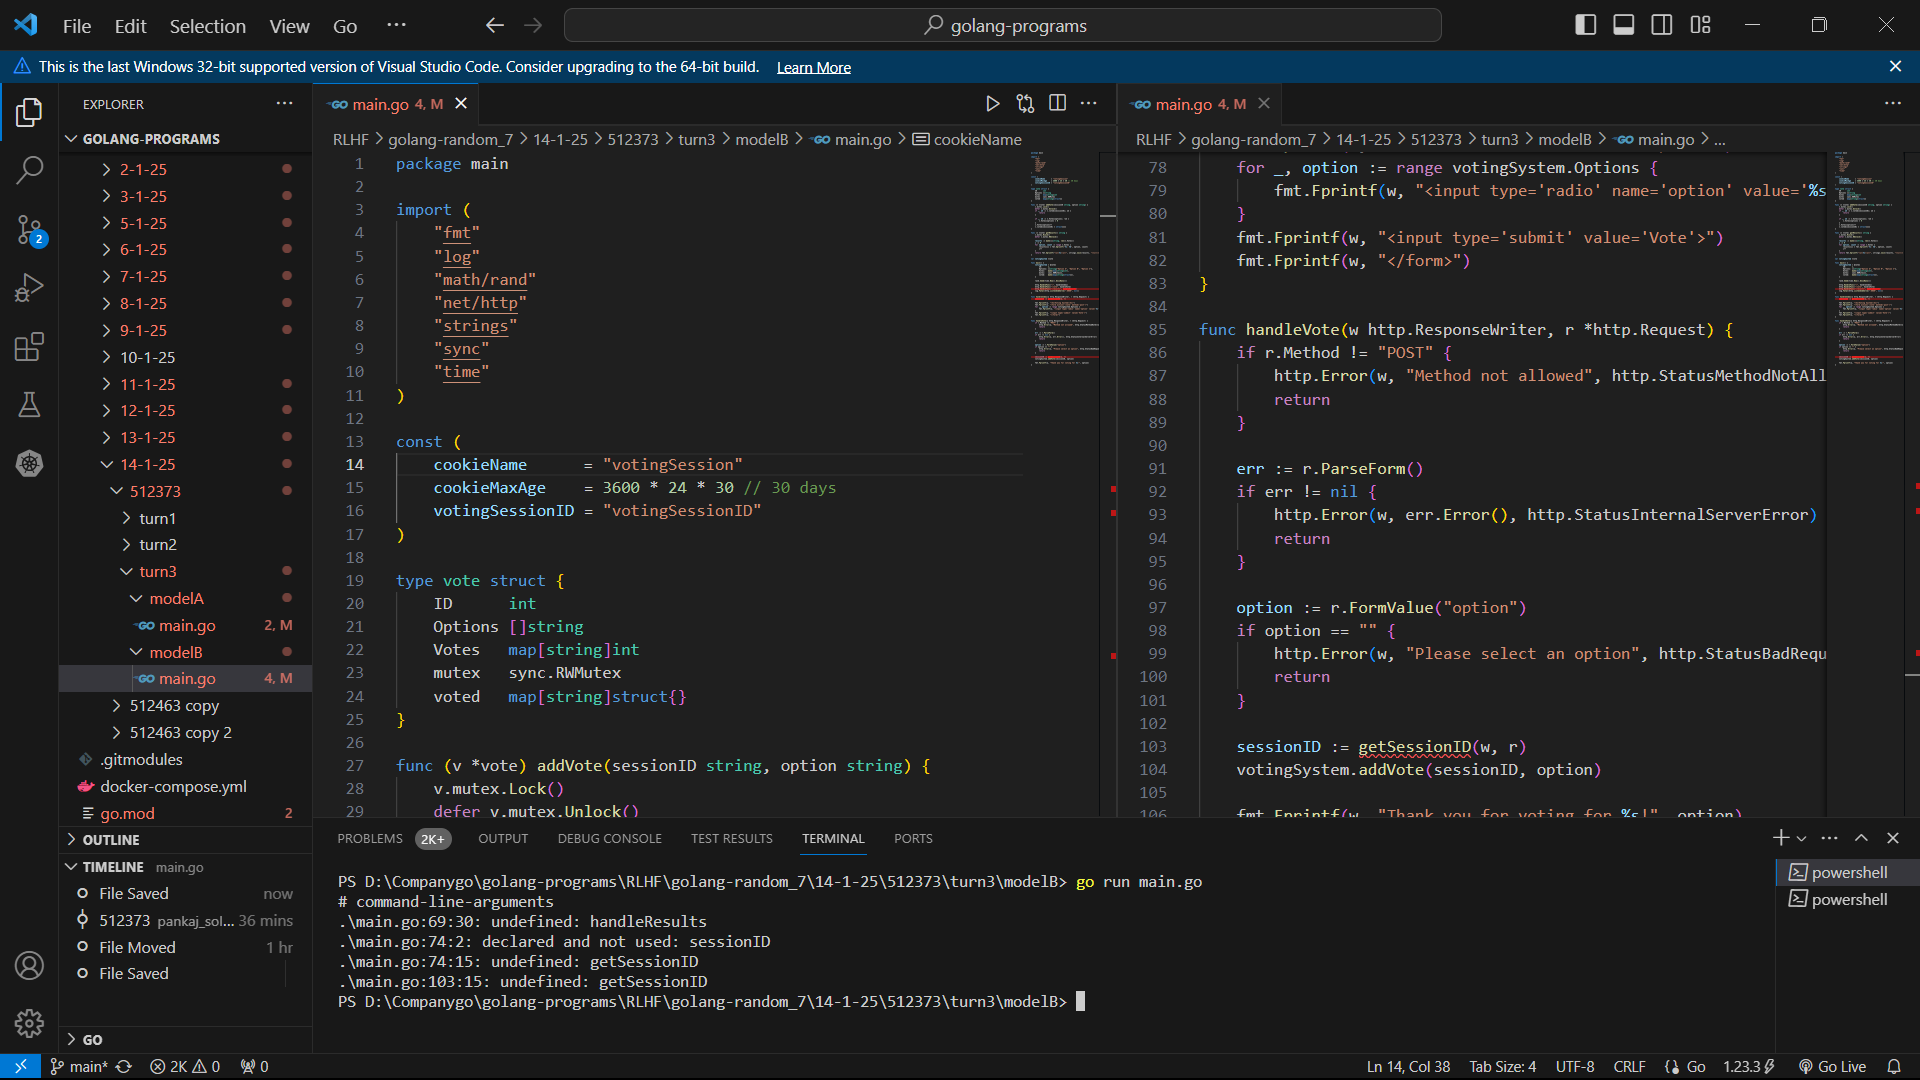 File Edit Selection View Go ···
golang-programs
This is the last Windows 32-bit supported version of Visual Studio Code. Consider upgrading to the 64-bit build. Learn More
EXPLORER
GOLANG-PROGRAMS
2-1-25
3-1-25
5-1-25
6-1-25
7-1-25
8-1-25
9-1-25
10-1-25
11-1-25
12-1-25
13-1-25
14-1-25
512373
turn1
turn2
turn3
modelA
main.go 2, M
modelB
main.go 4, M
512463 copy
512463 copy 2
.gitmodules
docker-compose.yml
go.mod 2
OUTLINE
TIMELINE main.go
File Saved now
512373 pankaj_sol... 36 mins
File Moved 1 hr
File Saved
GO
main.go 4, M
RLHF > golang-random_7 > 14-1-25 > 512373 > turn3 > modelB > main.go > cookieName
1 package main
2
3 import (
4 "fmt"
5 "log"
6 "math/rand"
7 "net/http"
8 "strings"
9 "sync"
10 "time"
11 )
12
13 const (
14 cookieName = "votingSession"
15 cookieMaxAge = 3600 * 24 * 30 // 30 days
16 votingSessionID = "votingSessionID"
17 )
18
19 type vote struct {
20 ID int
21 Options []string
22 Votes map[string]int
23 mutex sync.RWMutex
24 voted map[string]struct{}
25 }
26
27 func (v *vote) addVote(sessionID string, option string) {
28 v.mutex.Lock()
29 defer v.mutex.Unlock()
main.go 4, M
RLHF > golang-random_7 > 14-1-25 > 512373 > turn3 > modelB > main.go > ...
78 for _, option := range votingSystem.Options {
79 fmt.Fprintf(w, "<input type='radio' name='option' value='%s
80 }
81 fmt.Fprintf(w, "<input type='submit' value='Vote'>")
82 fmt.Fprintf(w, "</form>")
83 }
84
85 func handleVote(w http.ResponseWriter, r *http.Request) {
86 if r.Method != "POST" {
87 http.Error(w, "Method not allowed", http.StatusMethodNotAll
88 return
89 }
90
91 err := r.ParseForm()
92 if err != nil {
93 http.Error(w, err.Error(), http.StatusInternalServerError)
94 return
95 }
96
97 option := r.FormValue("option")
98 if option == "" {
99 http.Error(w, "Please select an option", http.StatusBadRequ
100 return
101 }
102
103 sessionID := getSessionID(w, r)
104 votingSystem.addVote(sessionID, option)
105
106 fmt.Fprintf(w, "Thank you for voting for %s!", option)
PROBLEMS 2K+ OUTPUT DEBUG CONSOLE TEST RESULTS TERMINAL PORTS
PS D:\Companygo\golang-programs\RLHF\golang-random_7\14-1-25\512373\turn3\modelB> go run main.go
# command-line-arguments
.\main.go:69:30: undefined: handleResults
.\main.go:74:2: declared and not used: sessionID
.\main.go:74:15: undefined: getSessionID
.\main.go:103:15: undefined: getSessionID
PS D:\Companygo\golang-programs\RLHF\golang-random_7\14-1-25\512373\turn3\modelB>
powershell
powershell
main* 2K 0 0
Ln 14, Col 38 Tab Size: 4 UTF-8 CRLF Go 1.23.3 Go Live